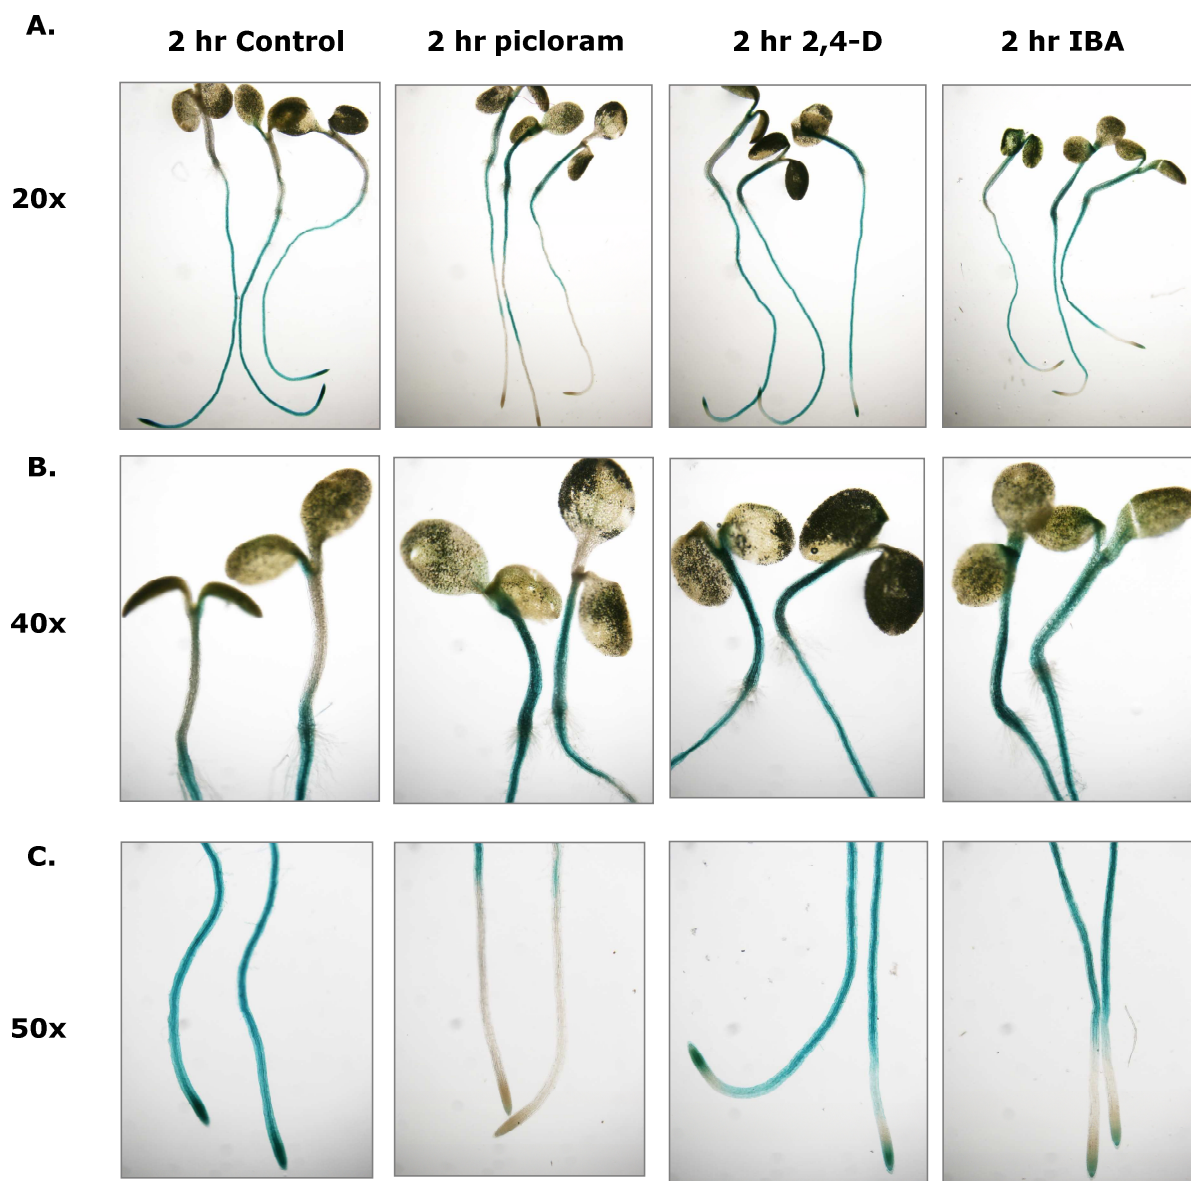 A.
2 hr Control 2 hr picloram 2 hr 2,4-D 2 hr IBA
20x
B.
40x
C.
50x